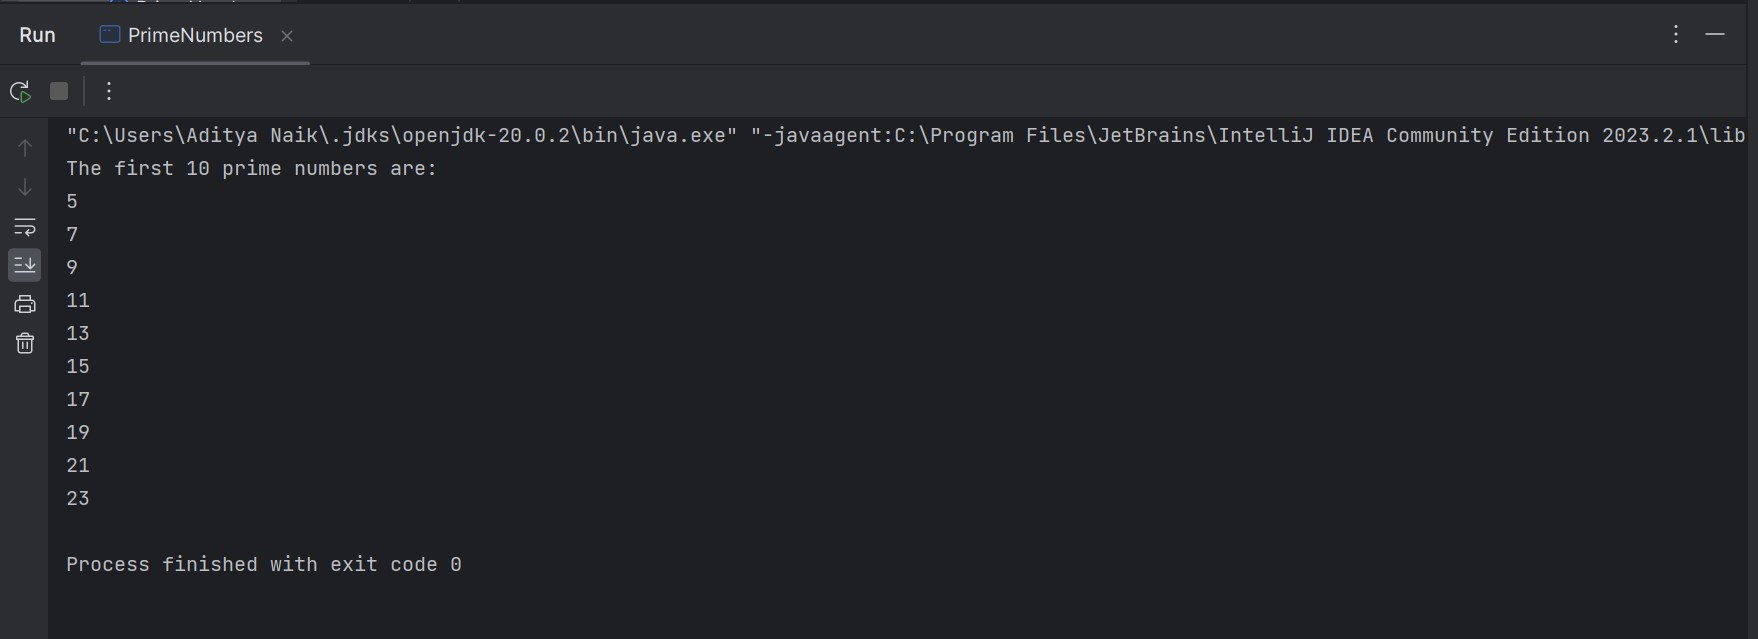 Run PrimeNumbers
"C:\Users\Aditya Naik\.jdks\openjdk-20.0.2\bin\java.exe" "-javaagent:C:\Program Files\JetBrains\IntelliJ IDEA Community Edition 2023.2.1\lib
The first 10 prime numbers are:
5
7
9
11
13
15
17
19
21
23
Process finished with exit code 0